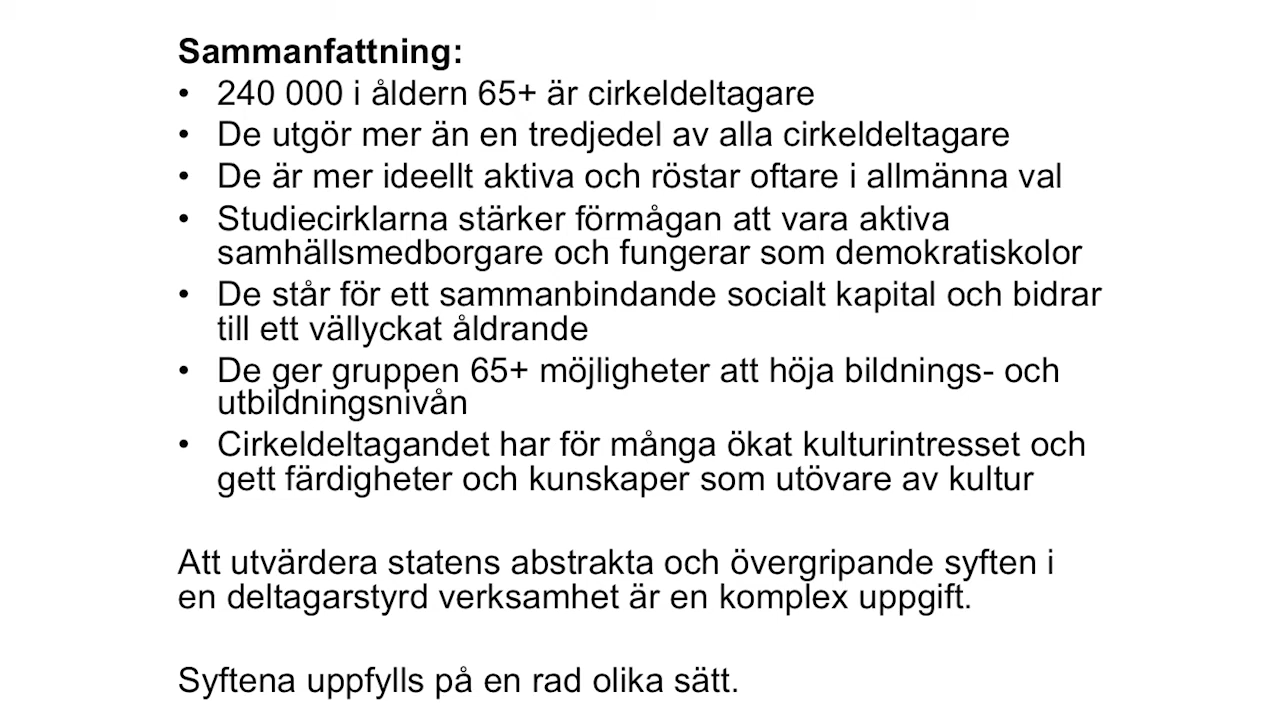 Sammanfattning:
• 240 000 i åldern 65+ är cirkeldeltagare
• De utgör mer än en tredjedel av alla cirkeldeltagare
• De är mer ideellt aktiva och röstar oftare i allmänna val
• Studiecirklarna stärker förmågan att vara aktiva
samhällsmedborgare och fungerar som demokratiskolor
• De står för ett sammanbindande socialt kapital och bidrar
till ett vällyckat åldrande
• De ger gruppen 65+ möjligheter att höja bildnings- och
utbildningsnivån
• Cirkeldeltagandet har för många ökat kulturintresset och
gett färdigheter och kunskaper som utövare av kultur
Att utvärdera statens abstrakta och övergripande syften i
en deltagarstyrd verksamhet är en komplex uppgift.
Syftena uppfylls på en rad olika sätt.